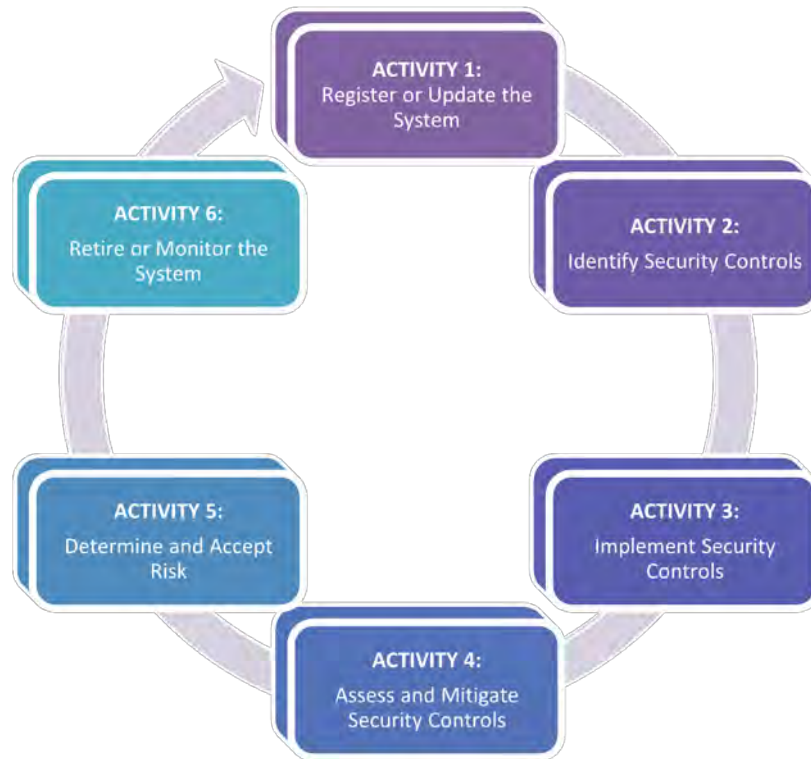 ACTIVITY 1:
Register or Update the
System
ACTIVITY 2:
Identify Security Controls
ACTIVITY 3:
Implement Security
Controls
ACTIVITY 4:
Assess and Mitigate
Security Controls
ACTIVITY 5:
Determine and Accept
Risk
ACTIVITY 6:
Retire or Monitor the
System